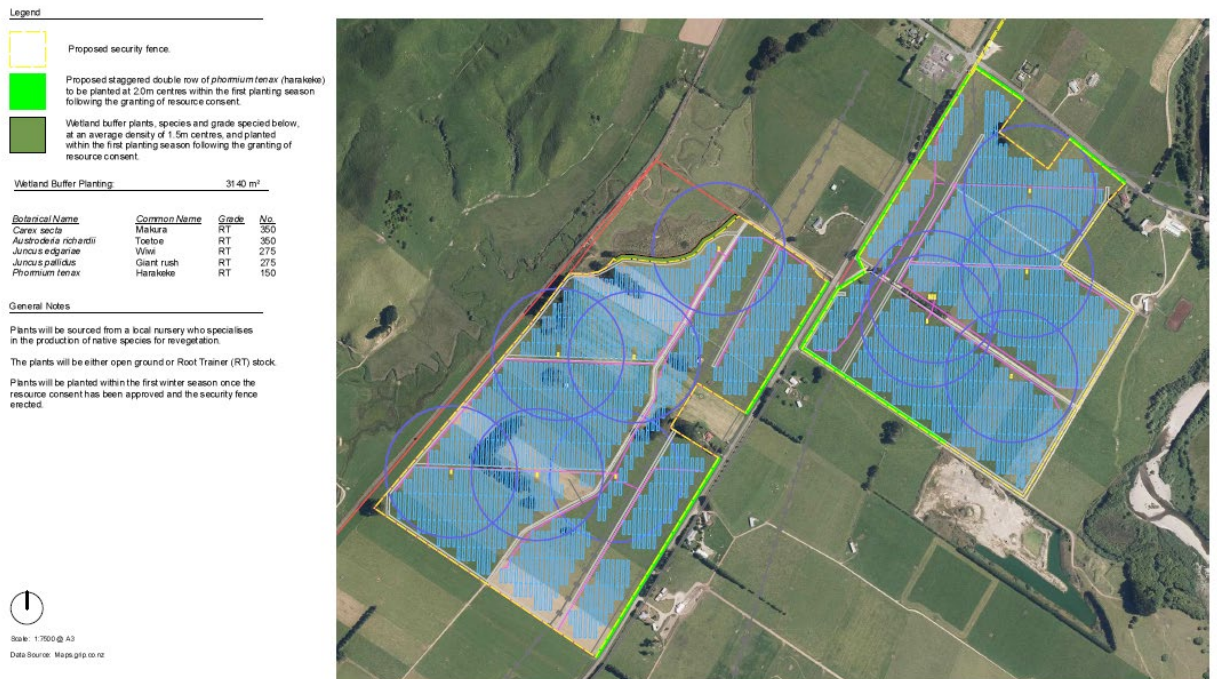 Legend
Proposed security fence.
Proposed staggered double row of phormium tenax (harakeke)
to be planted at 2.0m centres within the first planting season
following the granting of resource consent.
Wetland buffer plants, species and grade specied below,
at an average density of 1.5m centres, and planted
within the first planting season following the granting of
resource consent.
Wetland Buffer Planting: 3140 m²
Botanical Name Common Name Grade No.
Carex secta Makura RT 350
Austroderia richardii Toetoe RT 350
Juncus edgariae Wiwi RT 275
Juncus pallidus Giant rush RT 275
Phormium tenax Harakeke RT 150
General Notes
Plants will be sourced from a local nursery who specialises
in the production of native species for revegetation.
The plants will be either open ground or Root Trainer (RT) stock.
Plants will be planted within the first winter season once the
resource consent has been approved and the security fence
erected.
Scale: 1:7500 @ A3
Data Source: Maps.grip.co.nz